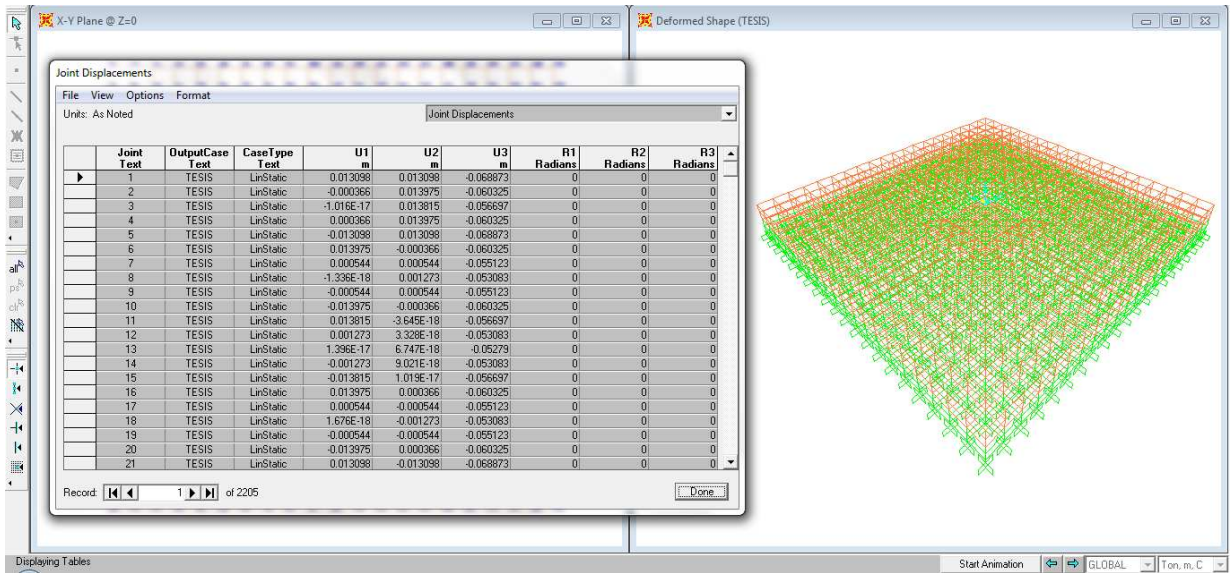 X-Y Plane @ Z=0
Deformed Shape (TESIS)
Joint Displacements
File View Options Format
Units: As Noted
Joint Displacements
Joint OutputCase CaseType U1 U2 U3 R1 R2 R3
Text Text Text m m m Radians Radians Radians
1 TESIS LinStatic 0.013098 0.013098 -0.068873 0 0 0
2 TESIS LinStatic -0.000366 0.013975 -0.060325 0 0 0
3 TESIS LinStatic -1.016E-17 0.013815 -0.056697 0 0 0
4 TESIS LinStatic 0.000366 0.013975 -0.060325 0 0 0
5 TESIS LinStatic -0.013098 0.013098 -0.068873 0 0 0
6 TESIS LinStatic 0.013975 -0.000366 -0.060325 0 0 0
7 TESIS LinStatic 0.000544 0.000544 -0.055123 0 0 0
8 TESIS LinStatic -1.336E-18 0.001273 -0.053083 0 0 0
9 TESIS LinStatic -0.000544 0.000544 -0.055123 0 0 0
10 TESIS LinStatic -0.013975 -0.000366 -0.060325 0 0 0
11 TESIS LinStatic 0.013815 -3.645E-18 -0.056697 0 0 0
12 TESIS LinStatic 0.001273 3.328E-18 -0.053083 0 0 0
13 TESIS LinStatic 1.396E-17 6.747E-18 -0.05279 0 0 0
14 TESIS LinStatic -0.001273 9.021E-18 -0.053083 0 0 0
15 TESIS LinStatic -0.013815 1.019E-17 -0.056697 0 0 0
16 TESIS LinStatic 0.013975 0.000366 -0.060325 0 0 0
17 TESIS LinStatic 0.000544 -0.000544 -0.055123 0 0 0
18 TESIS LinStatic 1.676E-18 -0.001273 -0.053083 0 0 0
19 TESIS LinStatic -0.000544 -0.000544 -0.055123 0 0 0
20 TESIS LinStatic -0.013975 0.000366 -0.060325 0 0 0
21 TESIS LinStatic 0.013098 -0.013098 -0.068873 0 0 0
Record: 1 of 2205
Done
all
Displaying Tables
Start Animation
GLOBAL
Ton, m, C